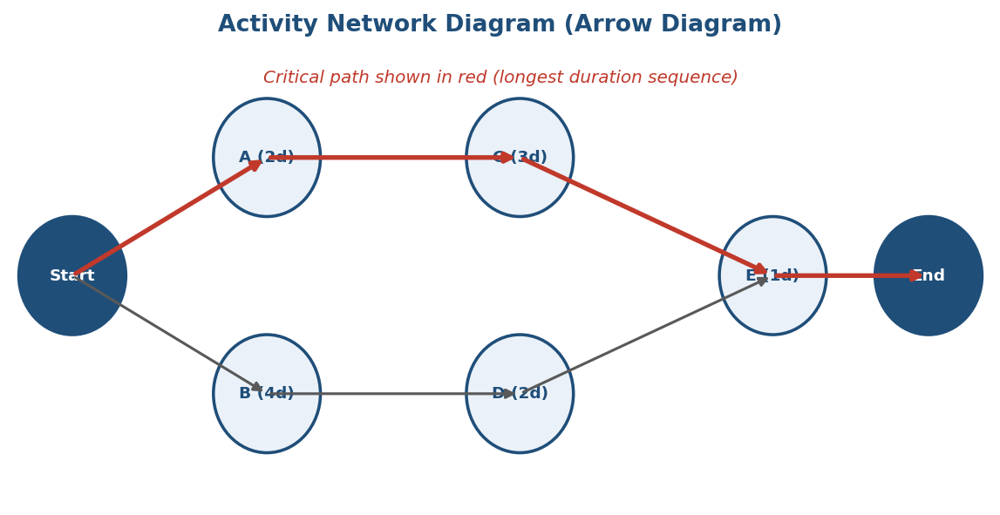 Activity Network Diagram (Arrow Diagram)
Critical path shown in red (longest duration sequence)
A (2d)
C (3d)
Start
E (1d)
End
B (4d)
D (2d)